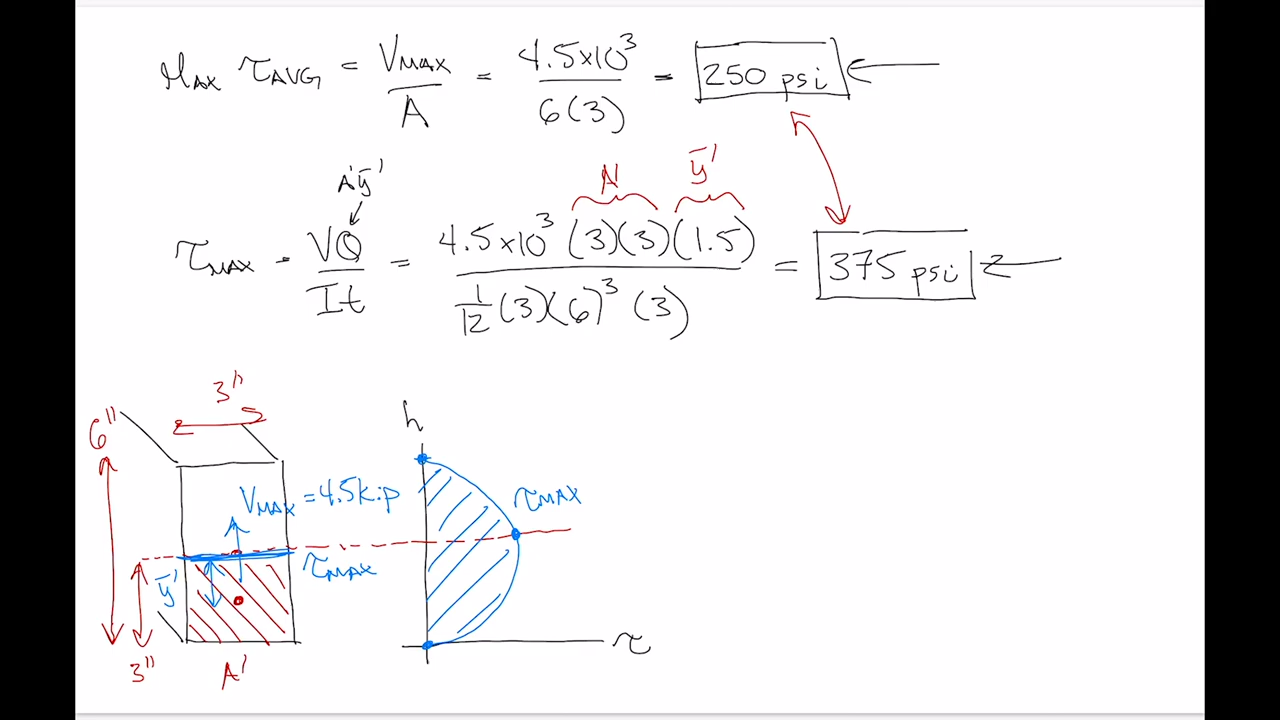 MAX τAVG = VMAX / A = 4.5×10³ / 6(3) = 250 psi
A'ȳ'
A' ȳ'
τMAX = VQ / It = 4.5×10³ (3)(3)(1.5) / 1/12 (3)(6)³ (3) = 375 psi
3"
6"
h
VMAX = 4.5kip
τMAX
ȳ'
τMAX
3"
A'
τ